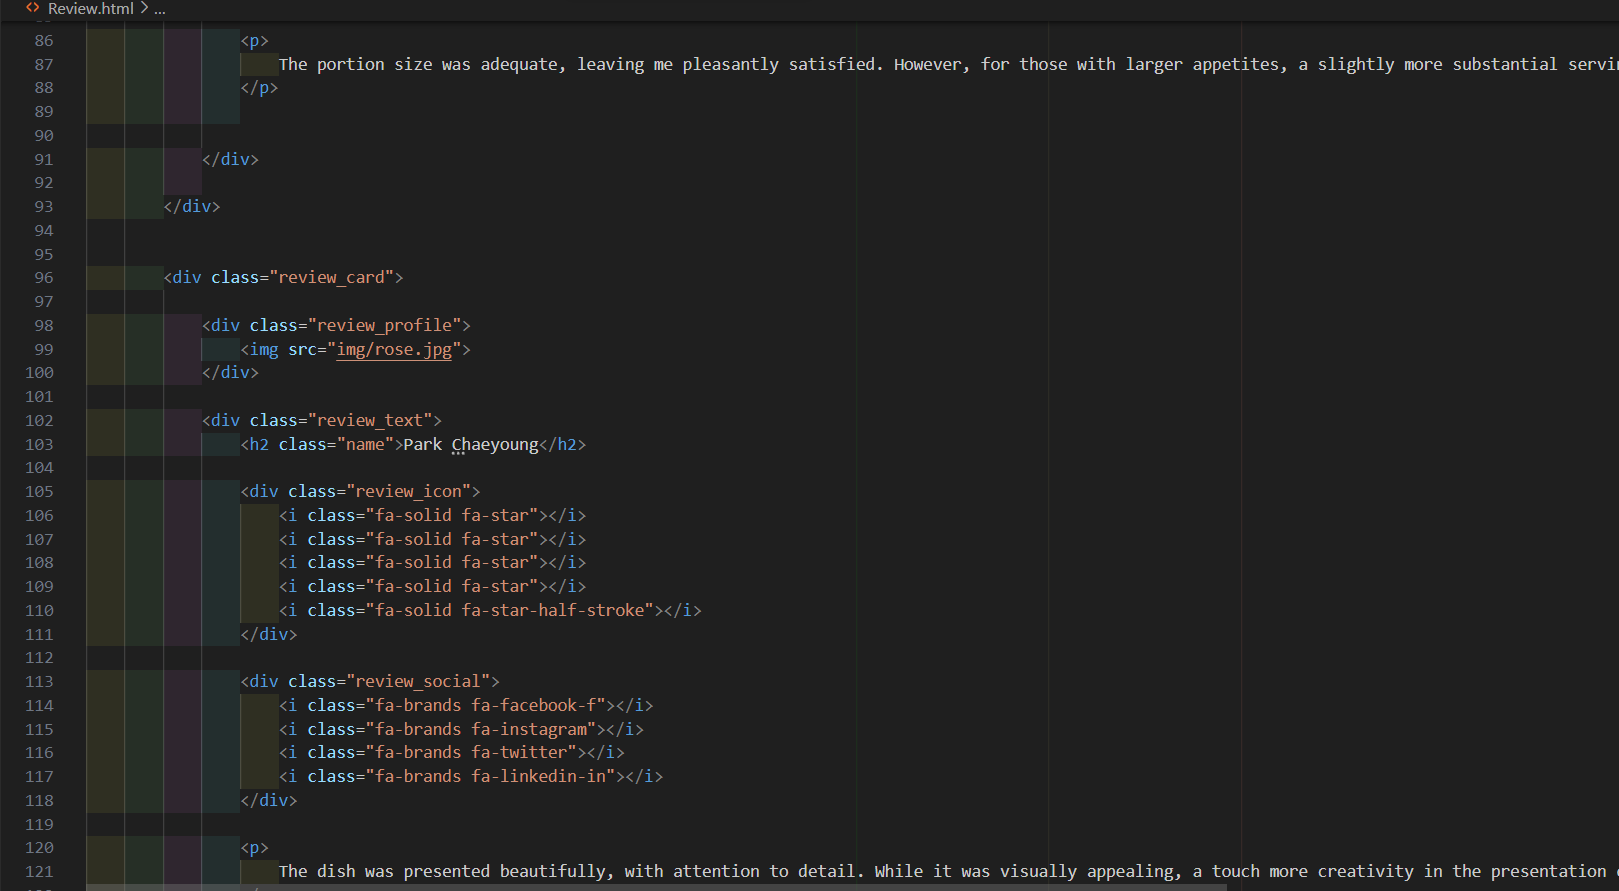 Review.html > ...
86 <p>
87 The portion size was adequate, leaving me pleasantly satisfied. However, for those with larger appetites, a slightly more substantial
88 </p>
89
90
91 </div>
92
93 </div>
94
95
96 <div class="review_card">
97
98 <div class="review_profile">
99 <img src="img/rose.jpg">
100 </div>
101
102 <div class="review_text">
103 <h2 class="name">Park Chaeyoung</h2>
104
105 <div class="review_icon">
106 <i class="fa-solid fa-star"></i>
107 <i class="fa-solid fa-star"></i>
108 <i class="fa-solid fa-star"></i>
109 <i class="fa-solid fa-star"></i>
110 <i class="fa-solid fa-star-half-stroke"></i>
111 </div>
112
113 <div class="review_social">
114 <i class="fa-brands fa-facebook-f"></i>
115 <i class="fa-brands fa-instagram"></i>
116 <i class="fa-brands fa-twitter"></i>
117 <i class="fa-brands fa-linkedin-in"></i>
118 </div>
119
120 <p>
121 The dish was presented beautifully, with attention to detail. While it was visually appealing, a touch more creativity in the presentation